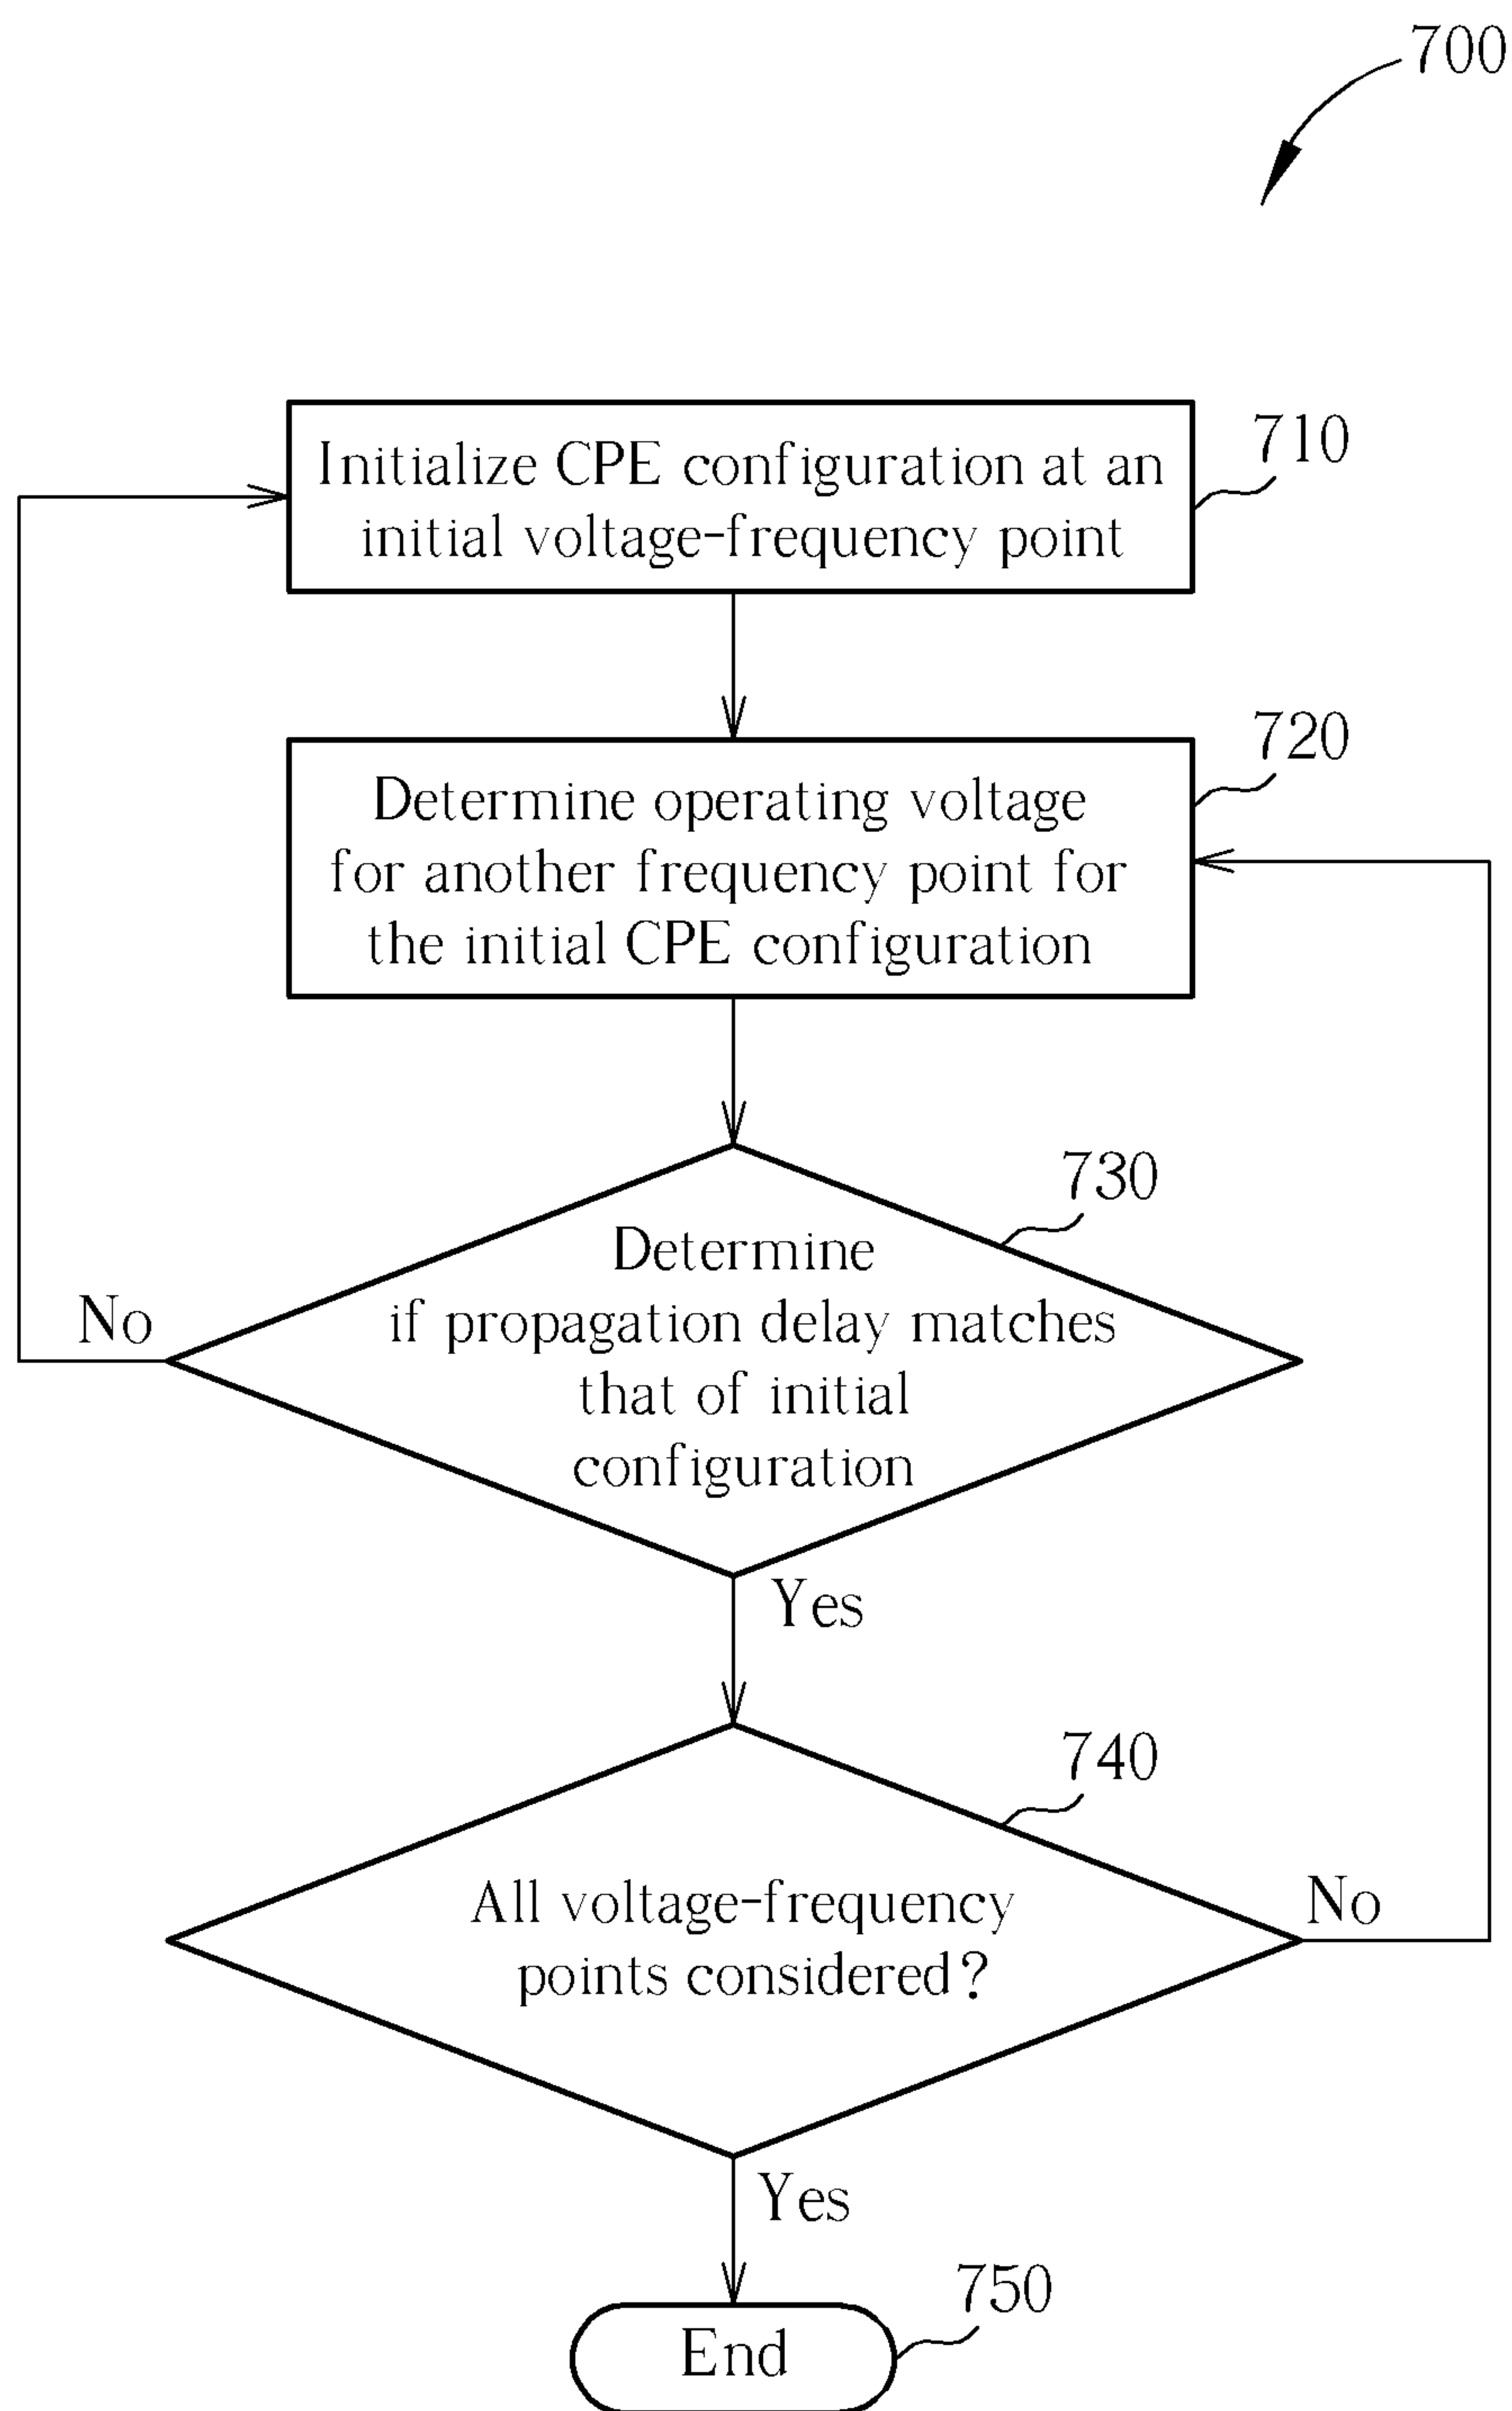 700
Initialize CPE configuration at an
initial voltage-frequency point
710
Determine operating voltage
for another frequency point for
the initial CPE configuration
720
Determine
if propagation delay matches
that of initial
configuration
730
No
Yes
All voltage-frequency
points considered?
740
No
Yes
End
750